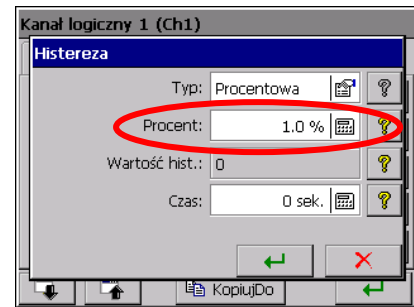 Kanał logiczny 1 (Ch1)
Histereza
Typ: Procentowa ?
Procent: 1.0 % ?
Wartość hist.: 0 ?
Czas: 0 sek. ?
KopiujDo